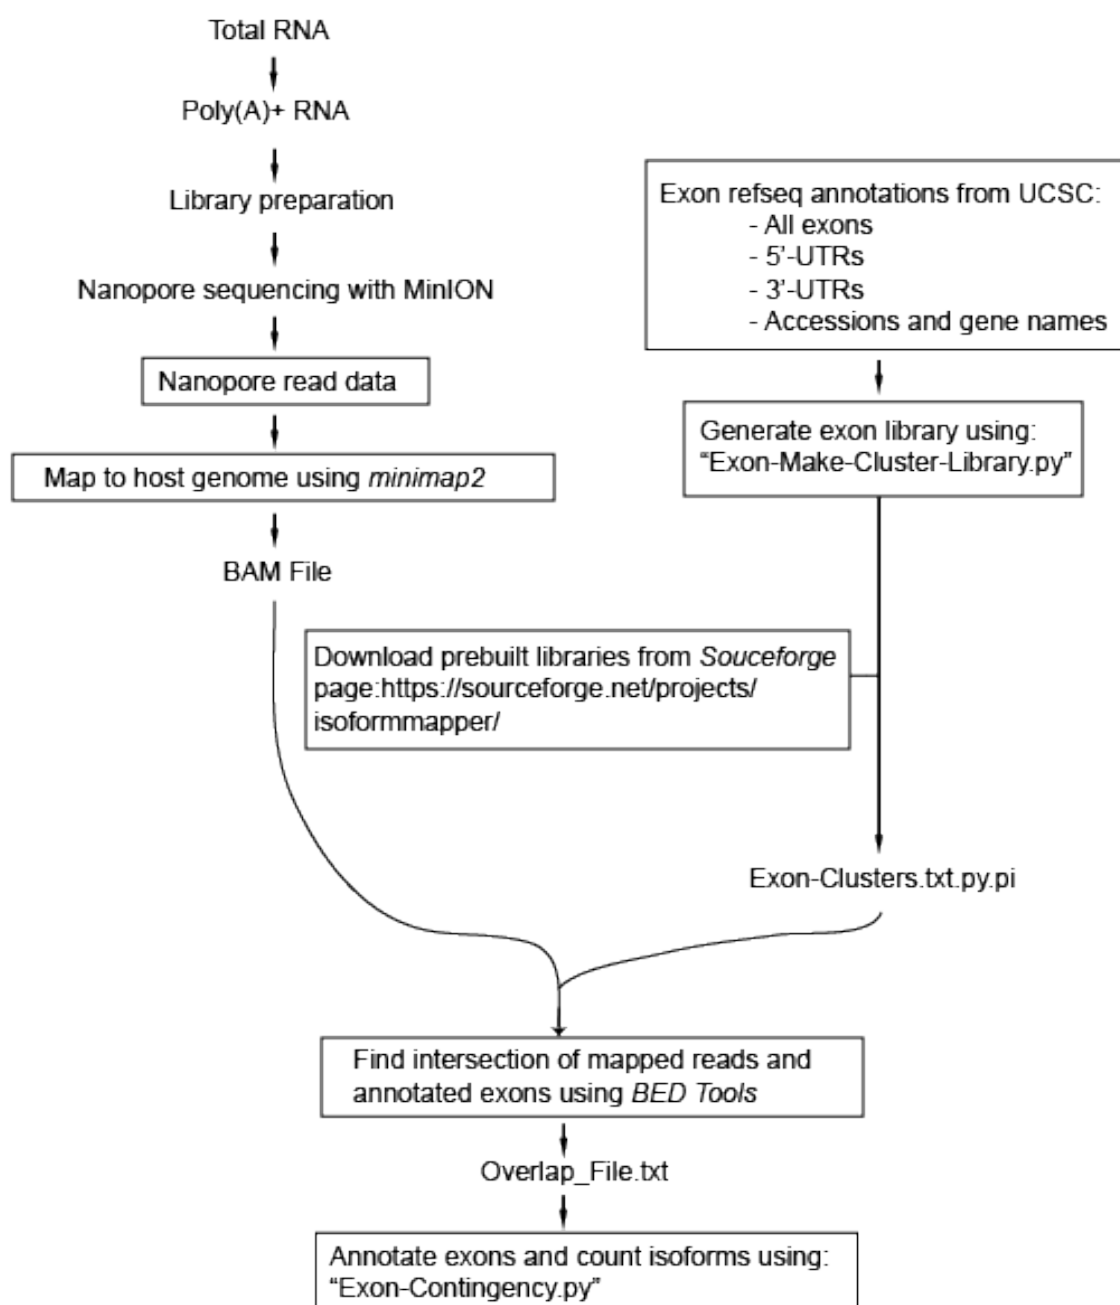 Total RNA
Poly(A)+ RNA
Library preparation
Nanopore sequencing with MinION
Nanopore read data
Map to host genome using minimap2
BAM File
Exon refseq annotations from UCSC:
- All exons
- 5'-UTRs
- 3'-UTRs
- Accessions and gene names
Generate exon library using:
“Exon-Make-Cluster-Library.py”
Download prebuilt libraries from Souceforge
page:https://sourceforge.net/projects/
isoformmapper/
Exon-Clusters.txt.py.pi
Find intersection of mapped reads and
annotated exons using BED Tools
Overlap_File.txt
Annotate exons and count isoforms using:
“Exon-Contingency.py”